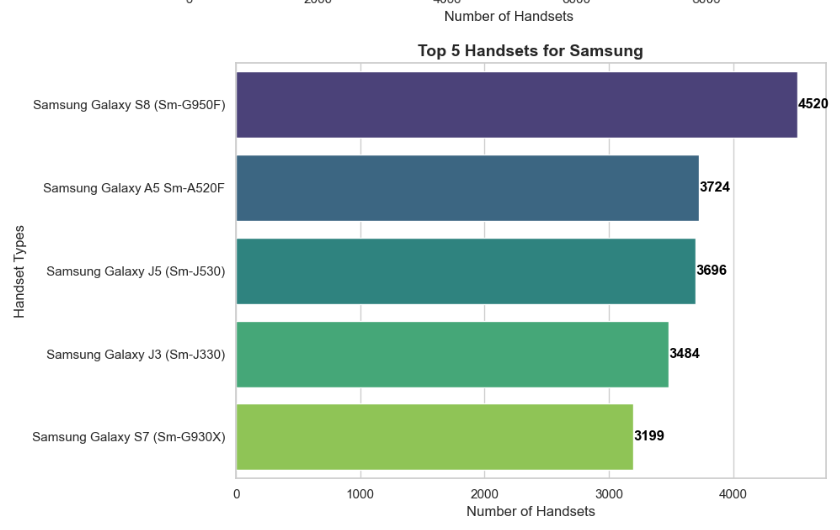 Number of Handsets
Top 5 Handsets for Samsung
Samsung Galaxy S8 (Sm-G950F)
4520
Samsung Galaxy A5 Sm-A520F
3724
Handset Types
Samsung Galaxy J5 (Sm-J530)
3696
Samsung Galaxy J3 (Sm-J330)
3484
Samsung Galaxy S7 (Sm-G930X)
3199
0 1000 2000 3000 4000
Number of Handsets